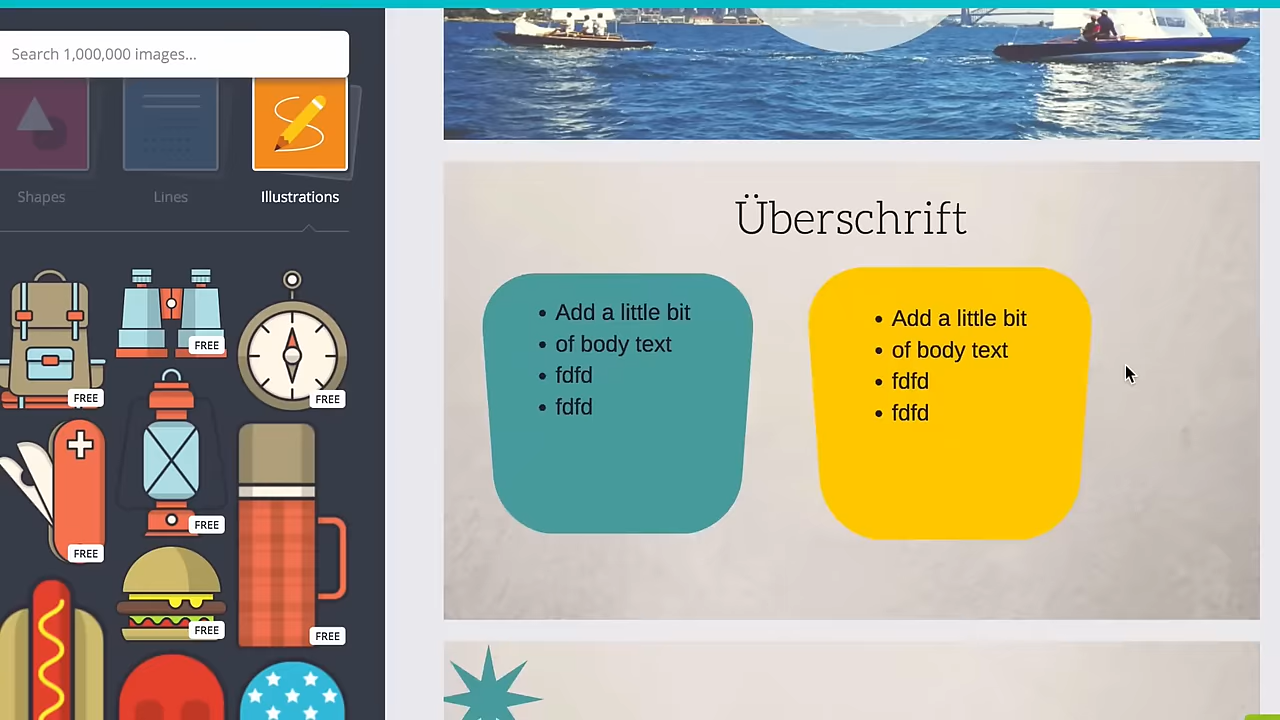 Search 1,000,000 images...
Shapes
Lines
Illustrations
FREE
FREE
FREE
FREE
FREE
FREE
FREE
Überschrift
Add a little bit
of body text
fdfd
fdfd
Add a little bit
of body text
fdfd
fdfd